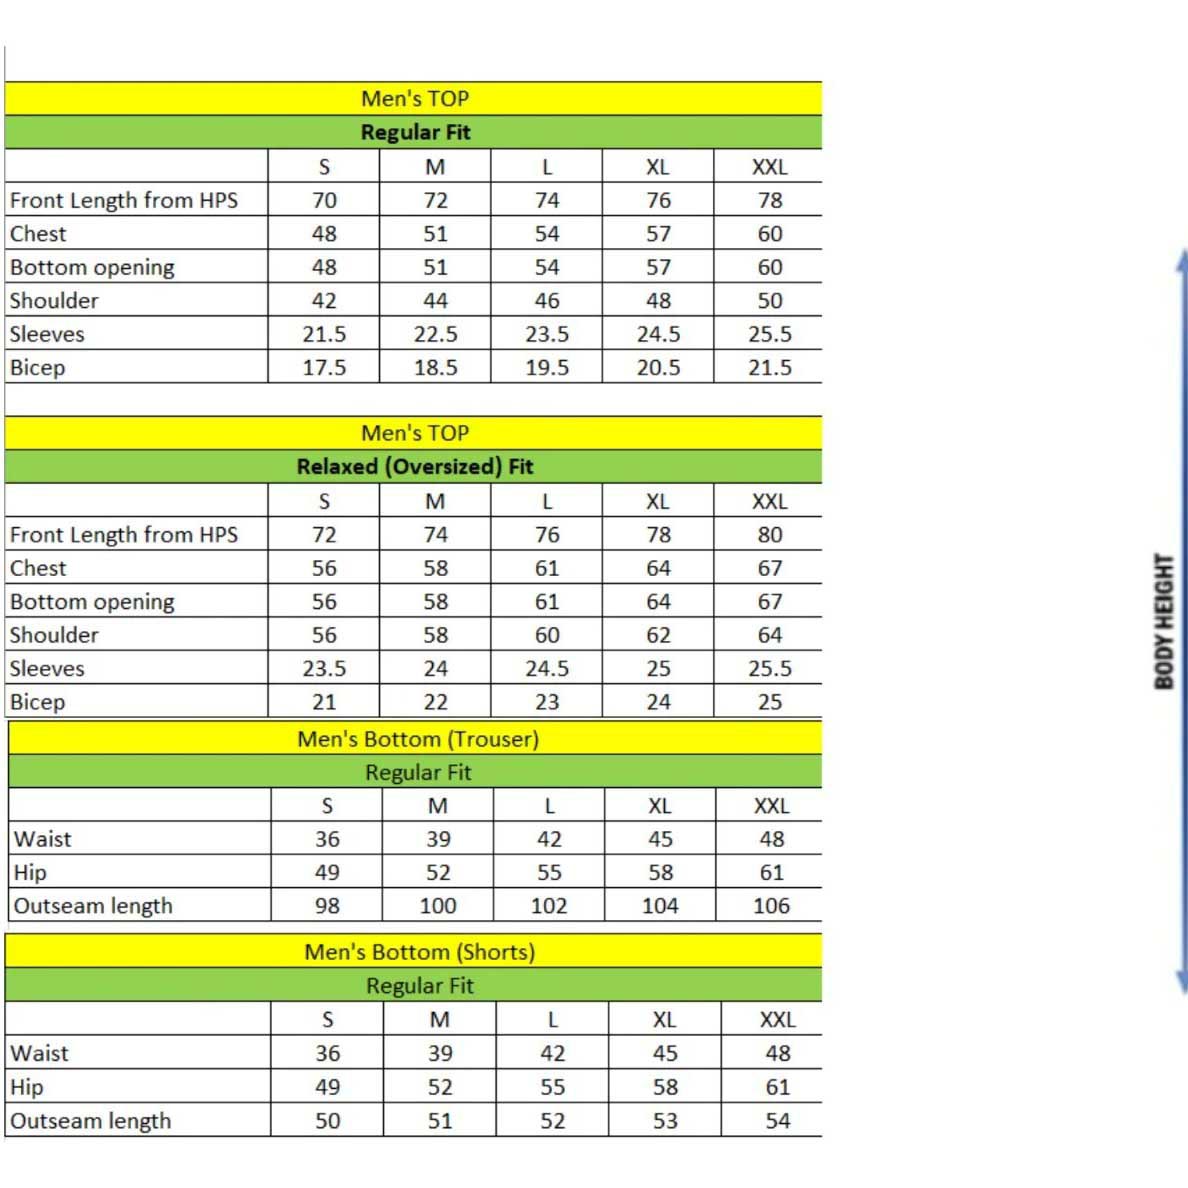 Men's TOP
Regular Fit
S M L XL XXL
Front Length from HPS 70 72 74 76 78
Chest 48 51 54 57 60
Bottom opening 48 51 54 57 60
Shoulder 42 44 46 48 50
Sleeves 21.5 22.5 23.5 24.5 25.5
Bicep 17.5 18.5 19.5 20.5 21.5
Men's TOP
Relaxed (Oversized) Fit
S M L XL XXL
Front Length from HPS 72 74 76 78 80
Chest 56 58 61 64 67
Bottom opening 56 58 61 64 67
Shoulder 56 58 60 62 64
Sleeves 23.5 24 24.5 25 25.5
Bicep 21 22 23 24 25
Men's Bottom (Trouser)
Regular Fit
S M L XL XXL
Waist 36 39 42 45 48
Hip 49 52 55 58 61
Outseam length 98 100 102 104 106
Men's Bottom (Shorts)
Regular Fit
S M L XL XXL
Waist 36 39 42 45 48
Hip 49 52 55 58 61
Outseam length 50 51 52 53 54
BODY HEIGHT